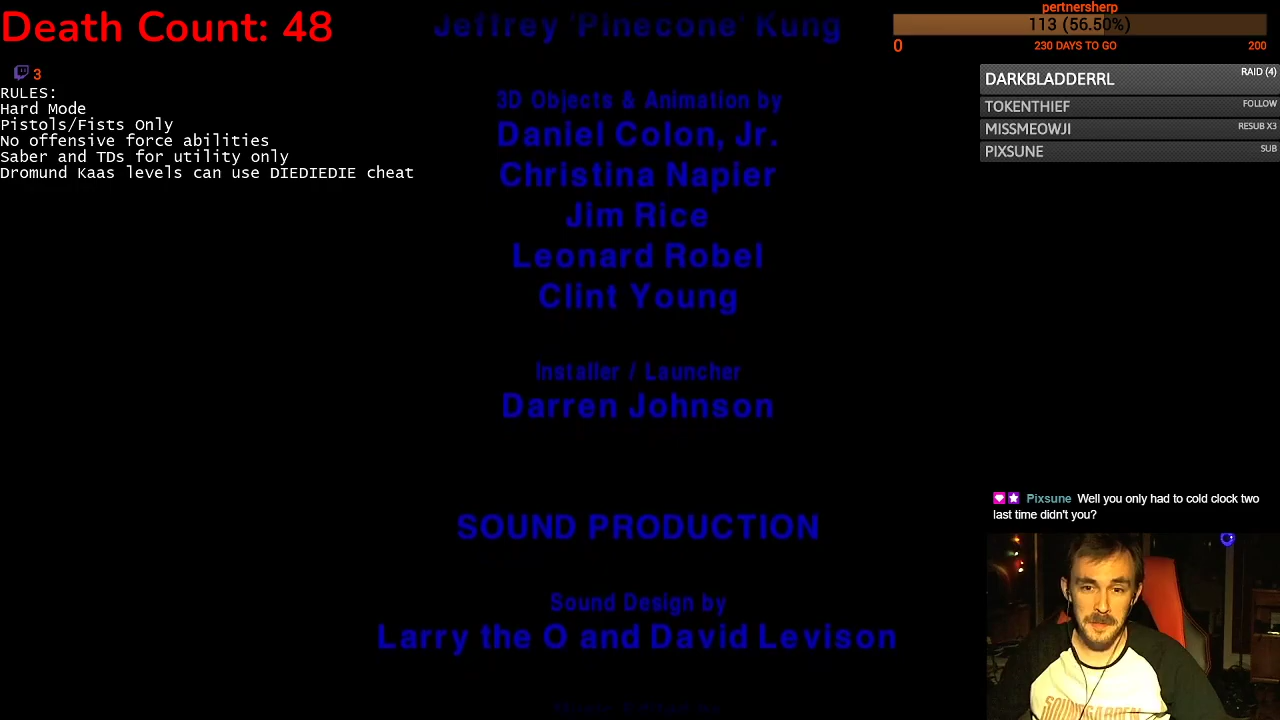 Death Count: 48
3
RULES:
Hard Mode
Pistols/Fists Only
No offensive force abilities
Saber and TDs for utility only
Dromund Kaas levels can use DIEDIEDIE cheat
Jeffrey 'Pinecone' Kung
3D Objects & Animation by
Daniel Colon, Jr.
Christina Napier
Jim Rice
Leonard Robel
Clint Young
Installer / Launcher
Darren Johnson
SOUND PRODUCTION
Sound Design by
Larry the O and David Levison
pertnersherp
113 (56.50%)
0 230 DAYS TO GO 200
DARKBLADDERRL RAID (4)
TOKENTHIEF FOLLOW
MISSMEOWJI RESUB X3
PIXSUNE SUB
Pixsune Well you only had to cold clock two
last time didn't you?